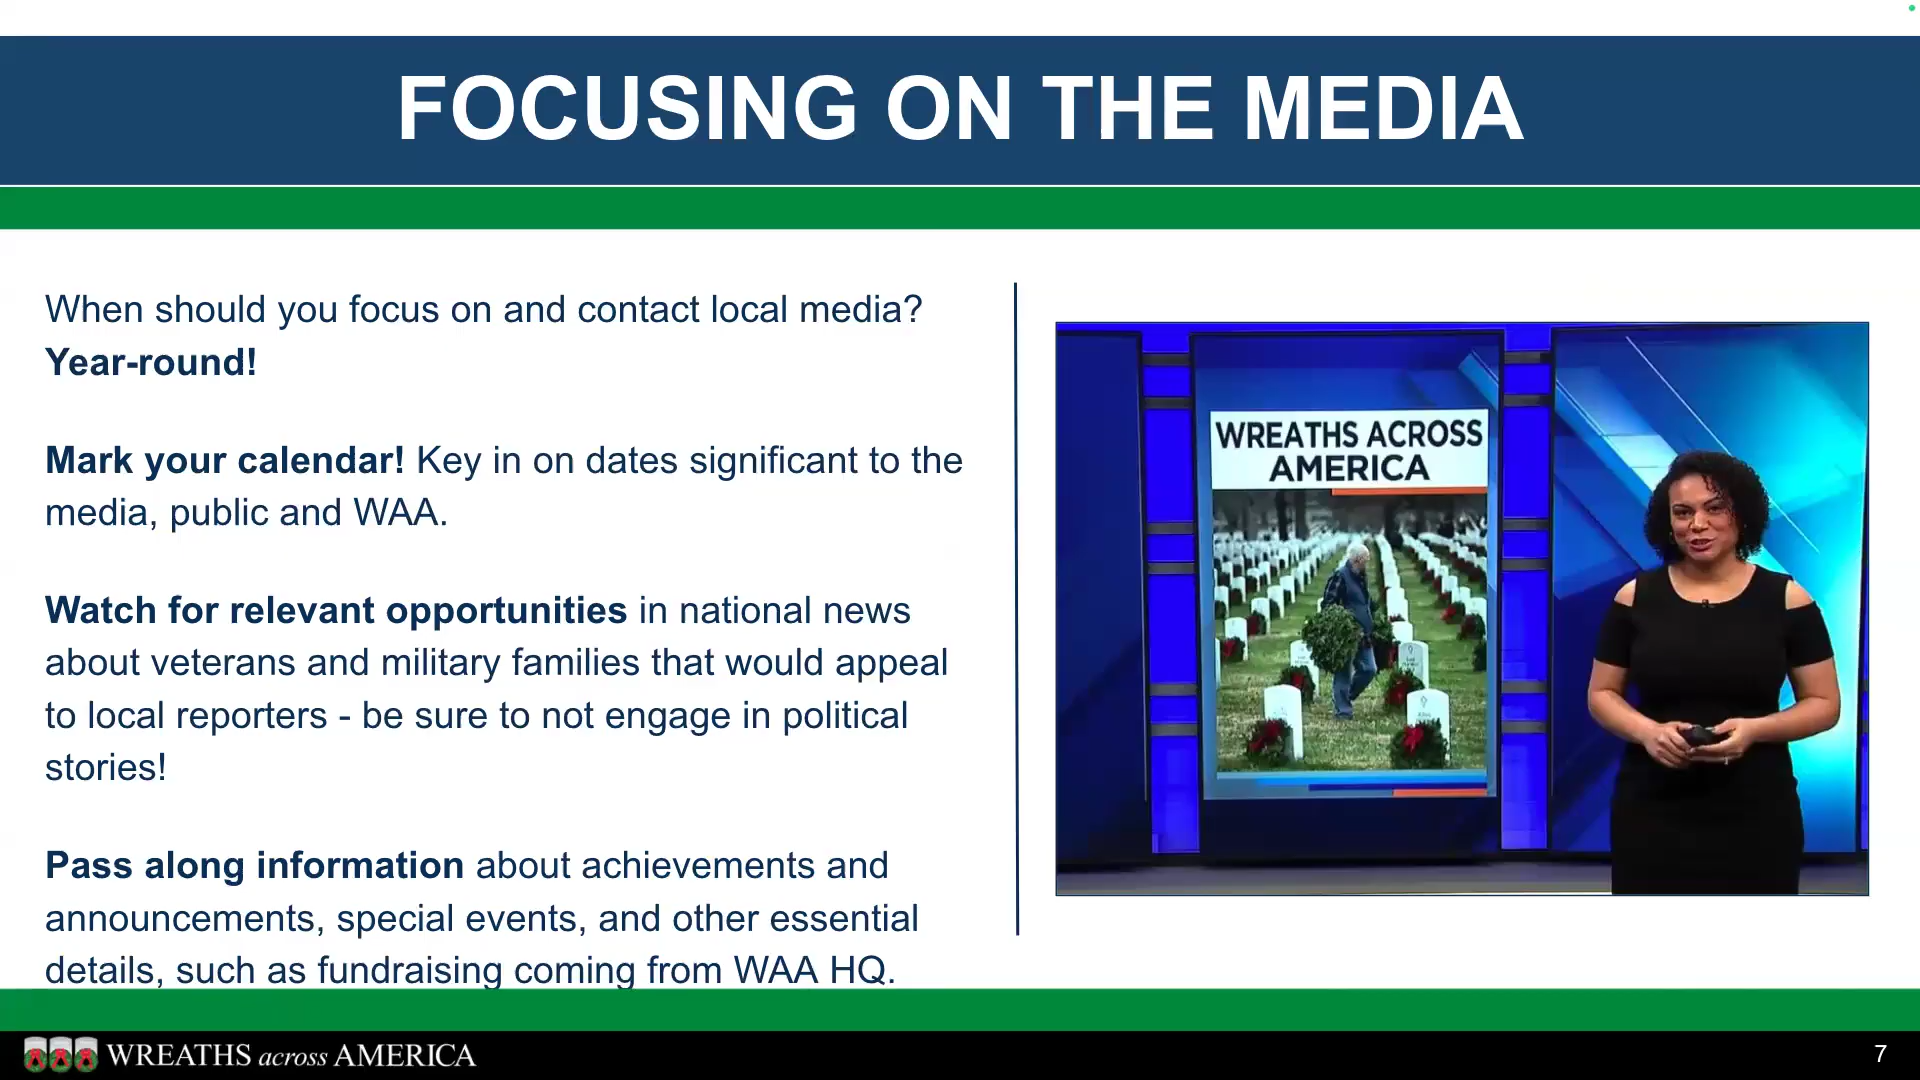 FOCUSING ON THE MEDIA
When should you focus on and contact local media?
Year-round!
Mark your calendar! Key in on dates significant to the
media, public and WAA.
Watch for relevant opportunities in national news
about veterans and military families that would appeal
to local reporters - be sure to not engage in political
stories!
Pass along information about achievements and
announcements, special events, and other essential
details, such as fundraising coming from WAA HQ.
WREATHS ACROSS
AMERICA
WREATHS across AMERICA
7